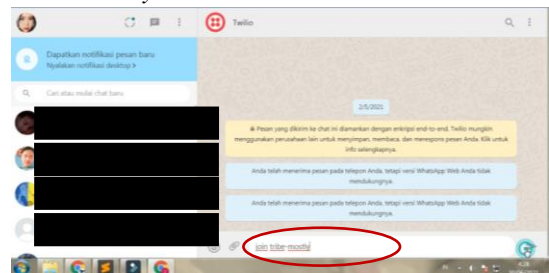 Twilio
Dapatkan notifikasi pesan baru
Nyalakan notifikasi desktop >
Cari atau mulai chat baru
2/5/2021
Pesan yang dikirim ke chat ini diamankan dengan enkripsi end-to-end. Twilio mungkin
menggunakan perusahaan lain untuk menyimpan, membaca, dan merespons pesan Anda. Klik untuk
info selengkapnya.
Anda telah menerima pesan pada telepon Anda, tetapi versi WhatsApp Web Anda tidak
mendukungnya.
Anda telah menerima pesan pada telepon Anda, tetapi versi WhatsApp Web Anda tidak
mendukungnya.
join tribe-mostly
4:28